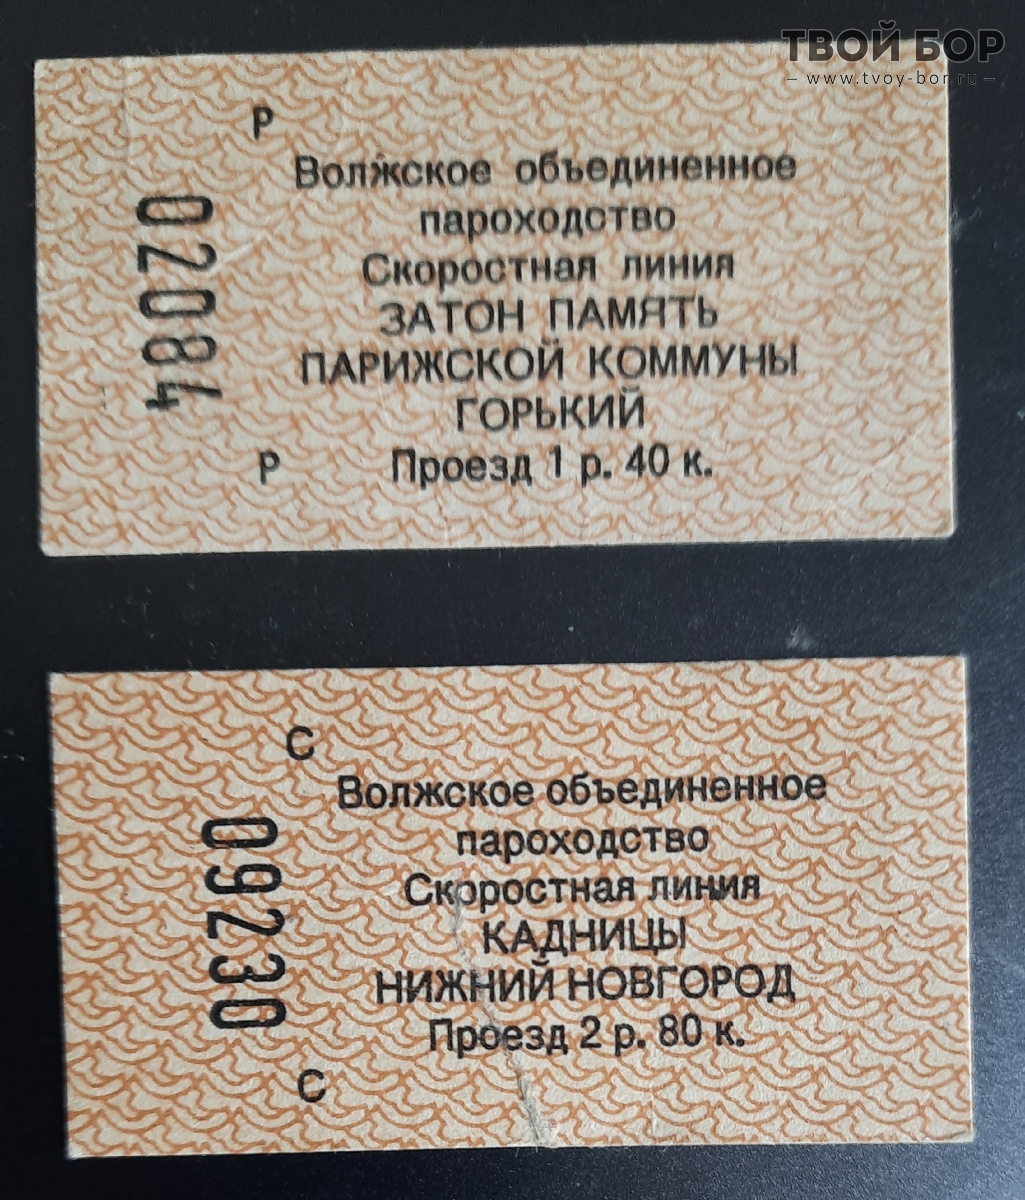 ТВОЙ БОР
– www.tvoy-bor.ru –
Р
Волжское объединенное
пароходство
Скоростная линия
ЗАТОН ПАМЯТЬ
ПАРИЖСКОЙ КОММУНЫ
ГОРЬКИЙ
Р Проезд 1 р. 40 к.
02084
С
Волжское объединенное
пароходство
Скоростная линия
КАДНИЦЫ
НИЖНИЙ НОВГОРОД
Проезд 2 р. 80 к.
С
09230